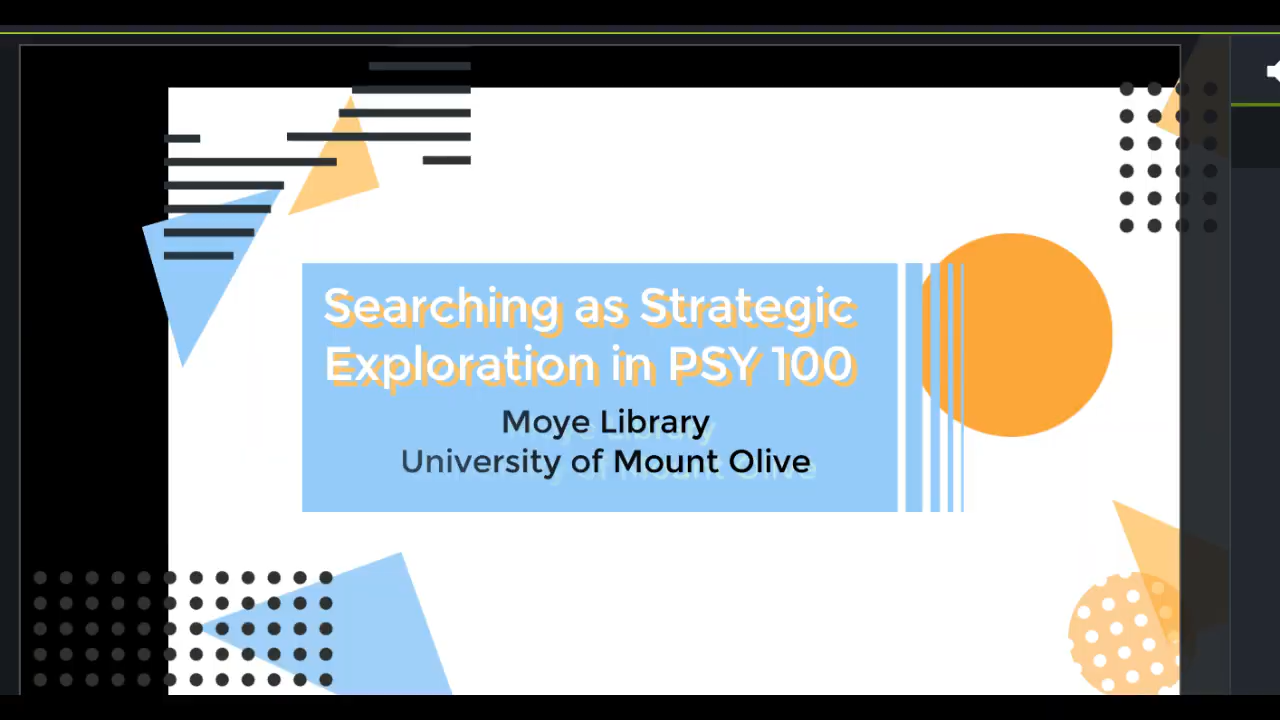 Searching as Strategic
Exploration in PSY 100
Moye Library
University of Mount Olive